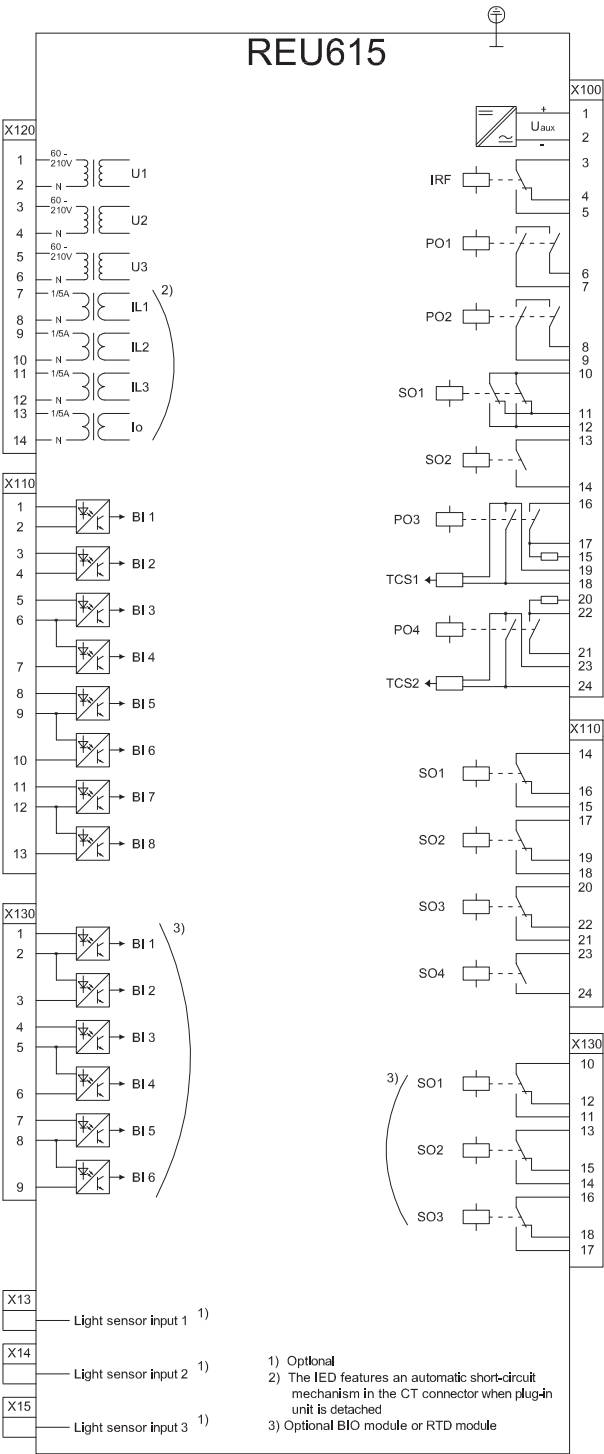 REU615
X120
1 60 - 210V
2 N
U1
3 60 - 210V
4 N
U2
5 60 - 210V
6 N
U3
7 1/5A
8 N
IL1
2)
9 1/5A
10 N
IL2
11 1/5A
12 N
IL3
13 1/5A
14 N
Io
X110
1
2
BI 1
3
4
BI 2
5
6
BI 3
BI 4
7
8
9
BI 5
BI 6
10
11
12
BI 7
BI 8
13
X130
3)
1
2
BI 1
BI 2
3
4
5
BI 3
BI 4
6
7
8
BI 5
BI 6
9
X13
Light sensor input 1 1)
X14
Light sensor input 2 1)
X15
Light sensor input 3 1)
X100
+ 1
Uaux
- 2
IRF
3
4
5
PO1
6
7
PO2
8
9
SO1
10
11
12
SO2
13
14
PO3
16
17
15
19
TCS1
18
20
22
PO4
21
23
TCS2
24
X110
SO1
14
16
15
SO2
17
19
18
SO3
20
22
21
SO4
23
24
X130
3)
SO1
10
12
11
SO2
13
15
14
SO3
16
18
17
1) Optional
2) The IED features an automatic short-circuit
mechanism in the CT connector when plug-in
unit is detached
3) Optional BIO module or RTD module